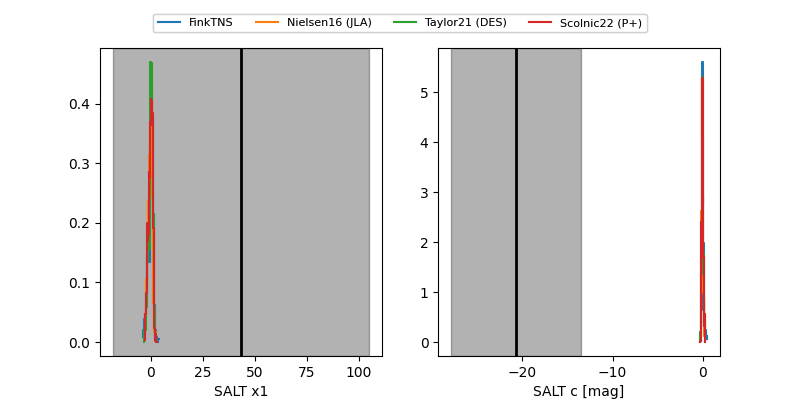 FinkTNS Nielsen16 (JLA) Taylor21 (DES) Scolnic22 (P+)
0.4
0.3
0.2
0.1
0.0
0 25 50 75 100
SALT x1
5
4
3
2
1
0
−20 −10 0
SALT c [mag]